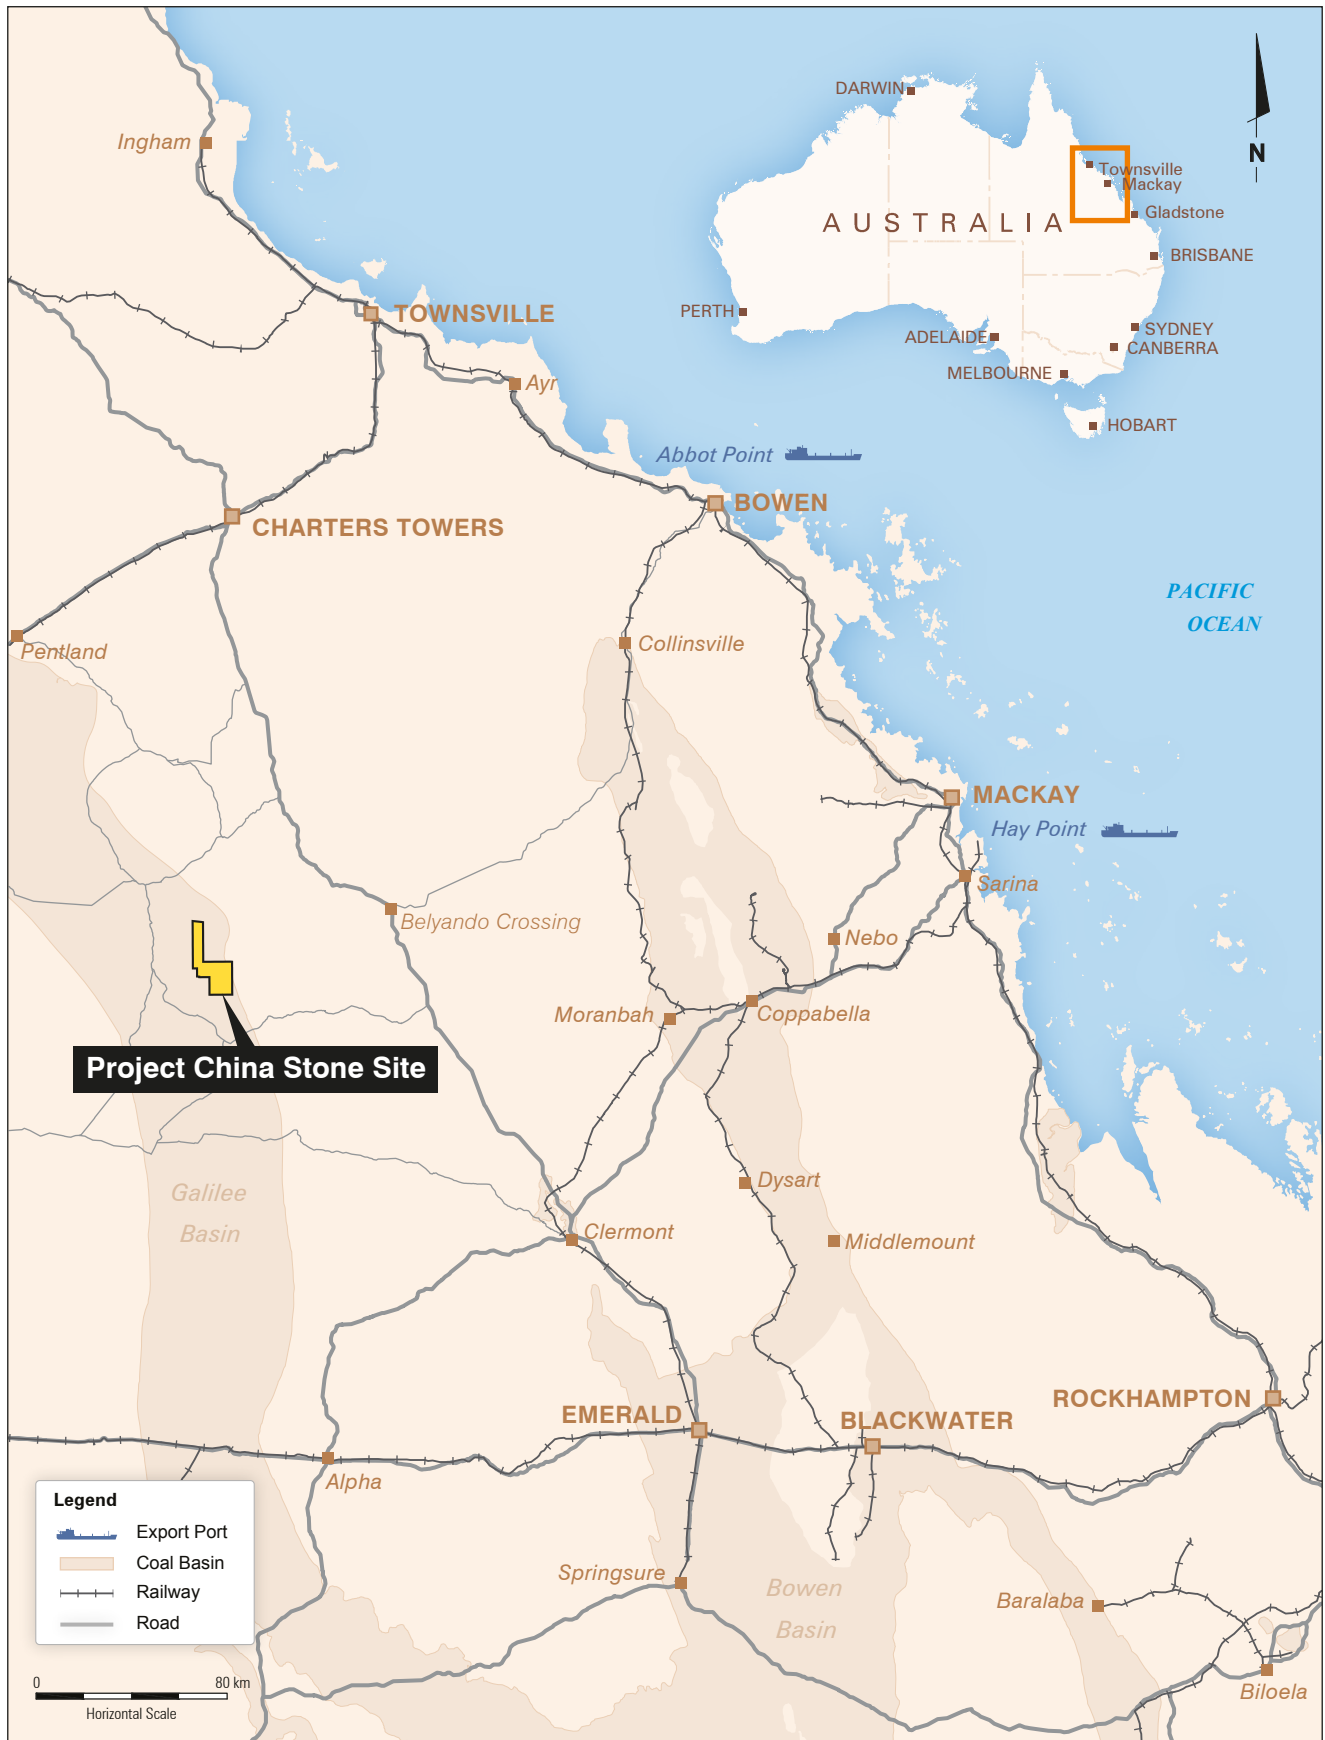 DARWIN
N
Ingham
Townsville
Mackay
AUSTRALIA
Gladstone
BRISBANE
PERTH
TOWNSVILLE
SYDNEY
ADELAIDE
CANBERRA
MELBOURNE
Ayr
HOBART
Abbot Point
BOWEN
CHARTERS TOWERS
PACIFIC
OCEAN
Pentland
Collinsville
MACKAY
Hay Point
Sarina
Belyando Crossing
Nebo
Moranbah
Coppabella
Project China Stone Site
Dysart
Galilee
Basin
Clermont
Middlemount
ROCKHAMPTON
EMERALD
BLACKWATER
Alpha
Legend
Export Port
Coal Basin
Railway
Road
Springsure
Bowen
Basin
Baralaba
0 80 km
Horizontal Scale
Biloela